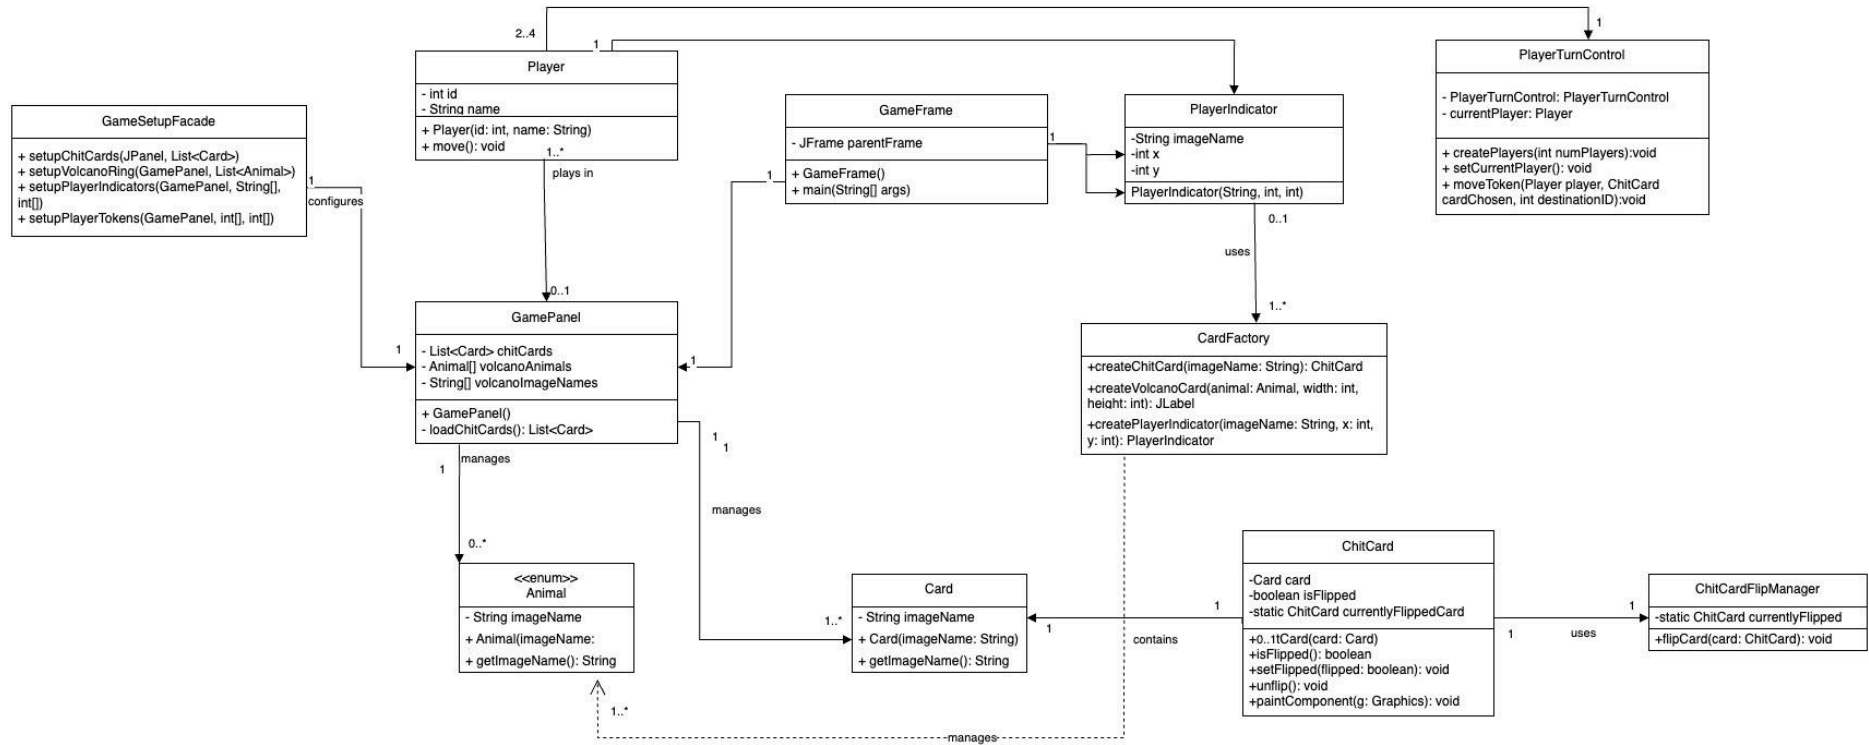 2..4
1
1
Player
- int id
- String name
+ Player(id: int, name: String)
+ move(): void
1..*
plays in
0..1
PlayerTurnControl
- PlayerTurnControl: PlayerTurnControl
- currentPlayer: Player
+ createPlayers(int numPlayers):void
+ setCurrentPlayer(): void
+ moveToken(Player player, ChitCard
cardChosen, int destinationID):void
GameSetupFacade
+ setupChitCards(JPanel, List<Card>)
+ setupVolcanoRing(GamePanel, List<Animal>)
+ setupPlayerIndicators(GamePanel, String[],
int[])
+ setupPlayerTokens(GamePanel, int[], int[])
1
configures
1
GameFrame
- JFrame parentFrame
+ GameFrame()
+ main(String[] args)
1
1
1
PlayerIndicator
-String imageName
-int x
-int y
PlayerIndicator(String, int, int)
0..1
uses
1..*
GamePanel
- List<Card> chitCards
- Animal[] volcanoAnimals
- String[] volcanoImageNames
+ GamePanel()
- loadChitCards(): List<Card>
manages
1
0..*
1
1
manages
1..*
CardFactory
+createChitCard(imageName: String): ChitCard
+createVolcanoCard(animal: Animal, width: int,
height: int): JLabel
+createPlayerIndicator(imageName: String, x: int,
y: int): PlayerIndicator
<<enum>>
Animal
- String imageName
+ Animal(imageName:
+ getImageName(): String
1..*
manages
Card
- String imageName
+ Card(imageName: String)
+ getImageName(): String
1
1
contains
ChitCard
-Card card
-boolean isFlipped
-static ChitCard currentlyFlippedCard
+0..1tCard(card: Card)
+isFlipped(): boolean
+setFlipped(flipped: boolean): void
+unflip(): void
+paintComponent(g: Graphics): void
1
uses
1
ChitCardFlipManager
-static ChitCard currentlyFlipped
+flipCard(card: ChitCard): void